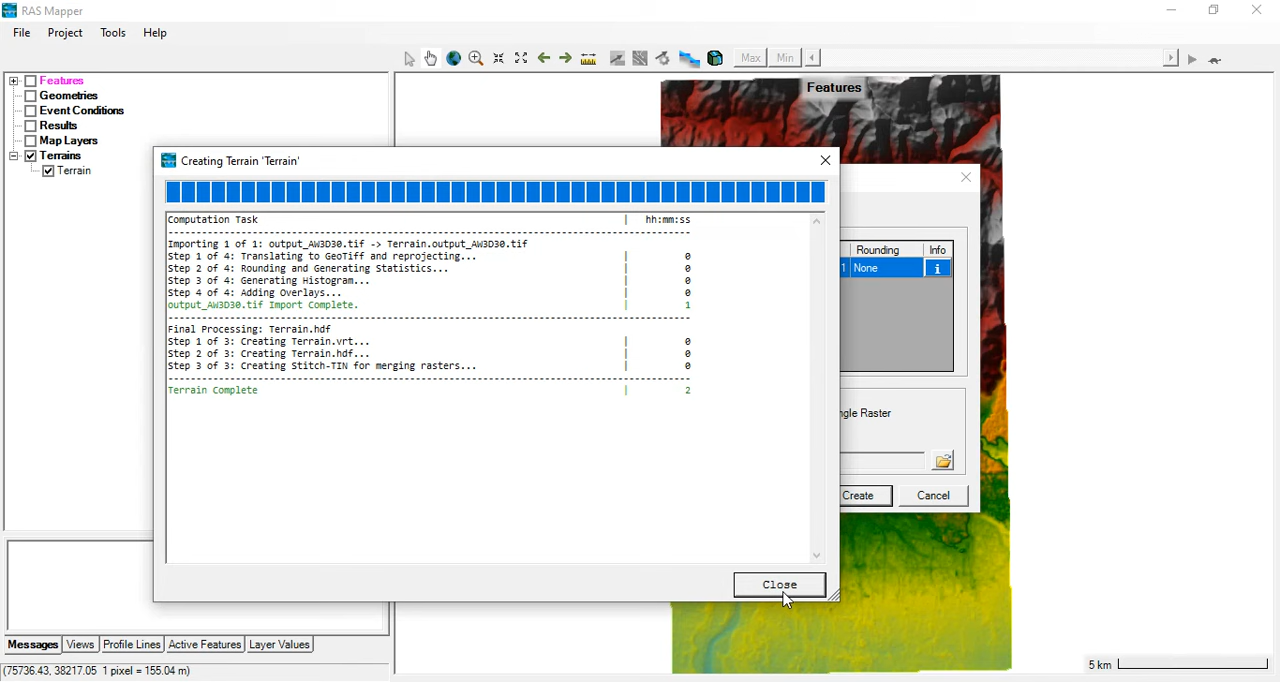 RAS Mapper
File Project Tools Help
Max Min
Features
Geometries
Event Conditions
Results
Map Layers
Terrains
Terrain
Features
Creating Terrain 'Terrain'
Computation Task | hh:mm:ss
Importing 1 of 1: output_AW3D30.tif -> Terrain.output_AW3D30.tif
Step 1 of 4: Translating to GeoTiff and reprojecting... | 0
Step 2 of 4: Rounding and Generating Statistics... | 0
Step 3 of 4: Generating Histogram... | 0
Step 4 of 4: Adding Overlays... | 0
output_AW3D30.tif Import Complete. | 1
Final Processing: Terrain.hdf
Step 1 of 3: Creating Terrain.vrt... | 0
Step 2 of 3: Creating Terrain.hdf... | 0
Step 3 of 3: Creating Stitch-TIN for merging rasters... | 0
Terrain Complete | 2
Close
Rounding Info
1 None i
ngle Raster
Create Cancel
Messages Views Profile Lines Active Features Layer Values
(75736.43, 38217.05 1 pixel = 155.04 m)
5 km